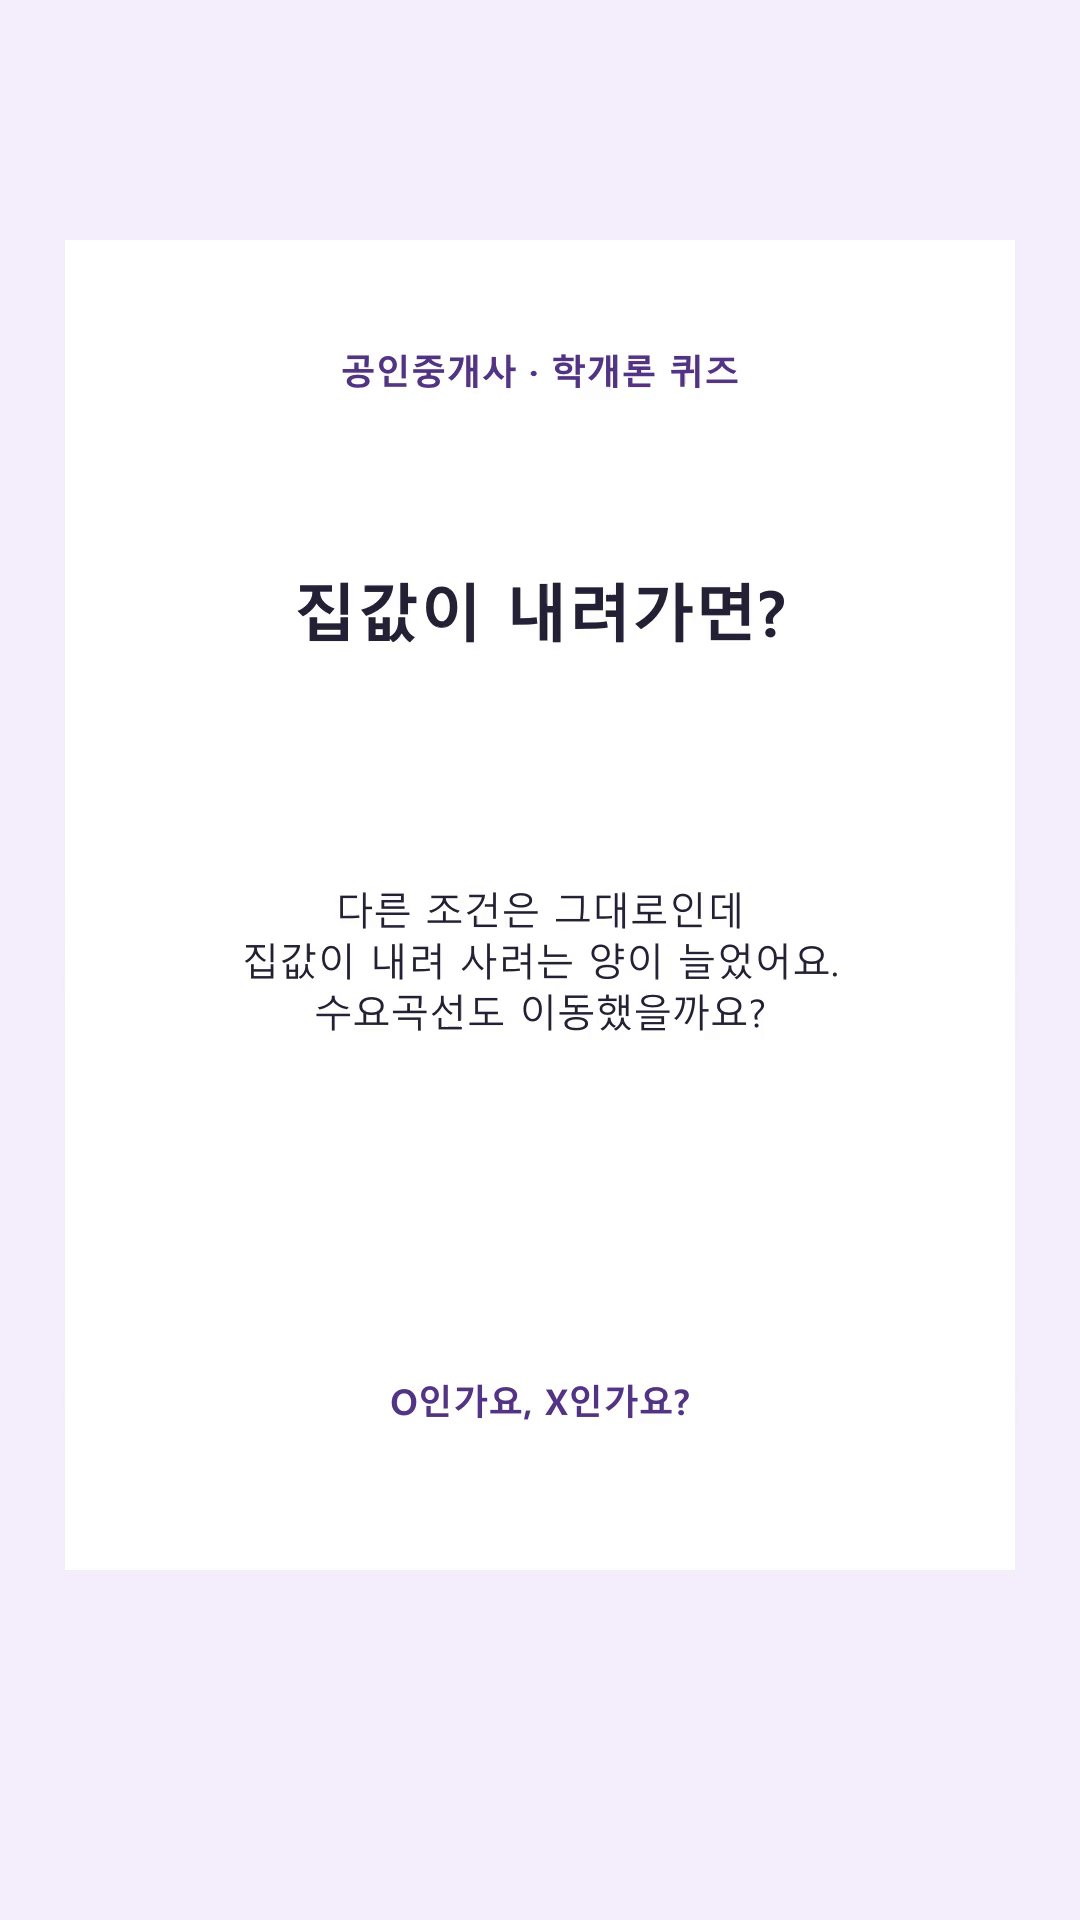 공인중개사 · 학개론 퀴즈
집값이 내려가면?
다른 조건은 그대로인데
집값이 내려 사려는 양이 늘었어요.
수요곡선도 이동했을까요?
O인가요, X인가요?